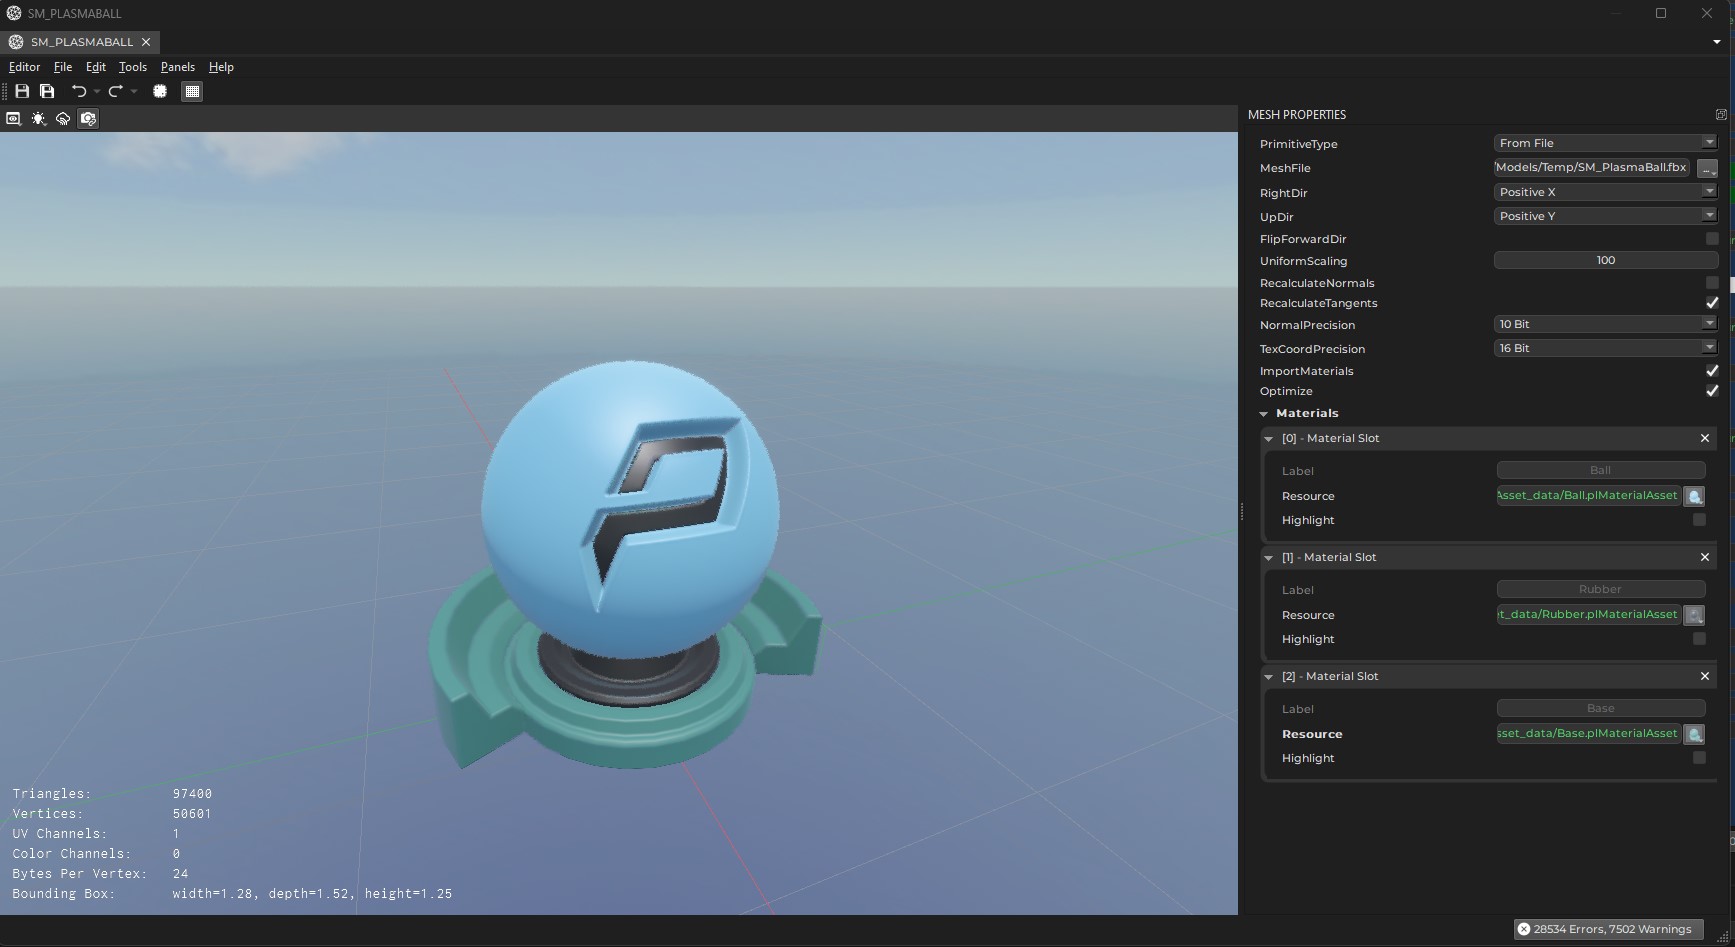 SM_PLASMABALL
SM_PLASMABALL
Editor File Edit Tools Panels Help
MESH PROPERTIES
PrimitiveType From File
MeshFile 'Models/Temp/SM_PlasmaBall.fbx ...
RightDir Positive X
UpDir Positive Y
FlipForwardDir
UniformScaling 100
RecalculateNormals
RecalculateTangents
NormalPrecision 10 Bit
TexCoordPrecision 16 Bit
ImportMaterials
Optimize
Materials
[0] - Material Slot
Label Ball
Resource Asset_data/Ball.plMaterialAsset
Highlight
[1] - Material Slot
Label Rubber
Resource t_data/Rubber.plMaterialAsset
Highlight
[2] - Material Slot
Label Base
Resource sset_data/Base.plMaterialAsset
Highlight
Triangles: 97400
Vertices: 50601
UV Channels: 1
Color Channels: 0
Bytes Per Vertex: 24
Bounding Box: width=1.28, depth=1.52, height=1.25
28534 Errors, 7502 Warnings